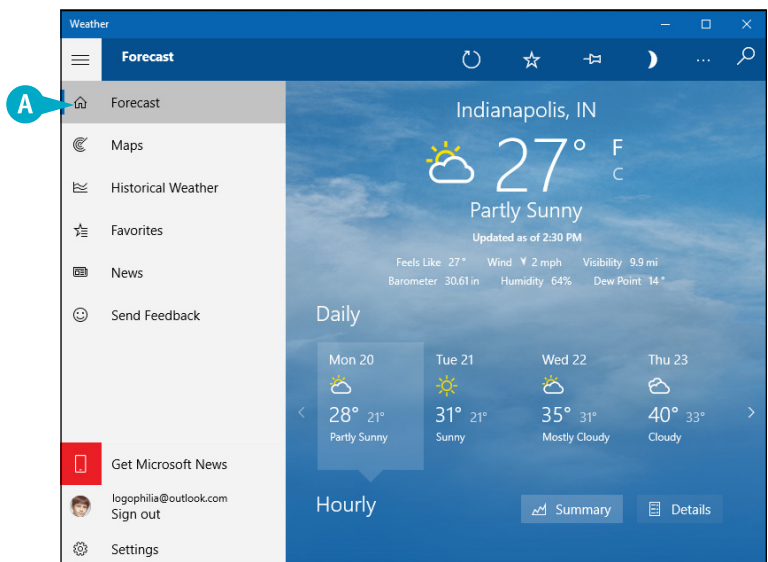 Weather
Forecast
A
Forecast
Maps
Historical Weather
Favorites
News
Send Feedback
Get Microsoft News
logophilia@outlook.com
Sign out
Settings
Indianapolis, IN
27° F
C
Partly Sunny
Updated as of 2:30 PM
Feels Like 27° Wind 2 mph Visibility 9.9 mi
Barometer 30.61 in Humidity 64% Dew Point 14°
Daily
Mon 20 Tue 21 Wed 22 Thu 23
28° 21° 31° 21° 35° 31° 40° 33°
Partly Sunny Sunny Mostly Cloudy Cloudy
Hourly Summary Details